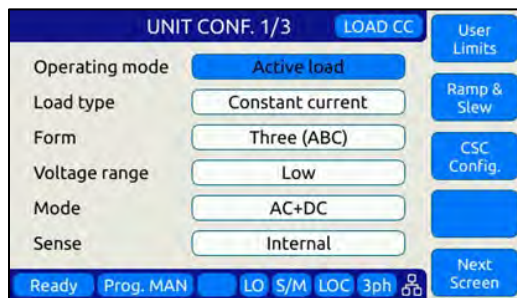 UNIT CONF. 1/3 LOAD CC
User
Limits
Operating mode Active load
Ramp &
Slew
Load type Constant current
Form Three (ABC)
CSC
Config.
Voltage range Low
Mode AC+DC
Sense Internal
Next
Screen
Ready Prog. MAN LO S/M LOC 3ph